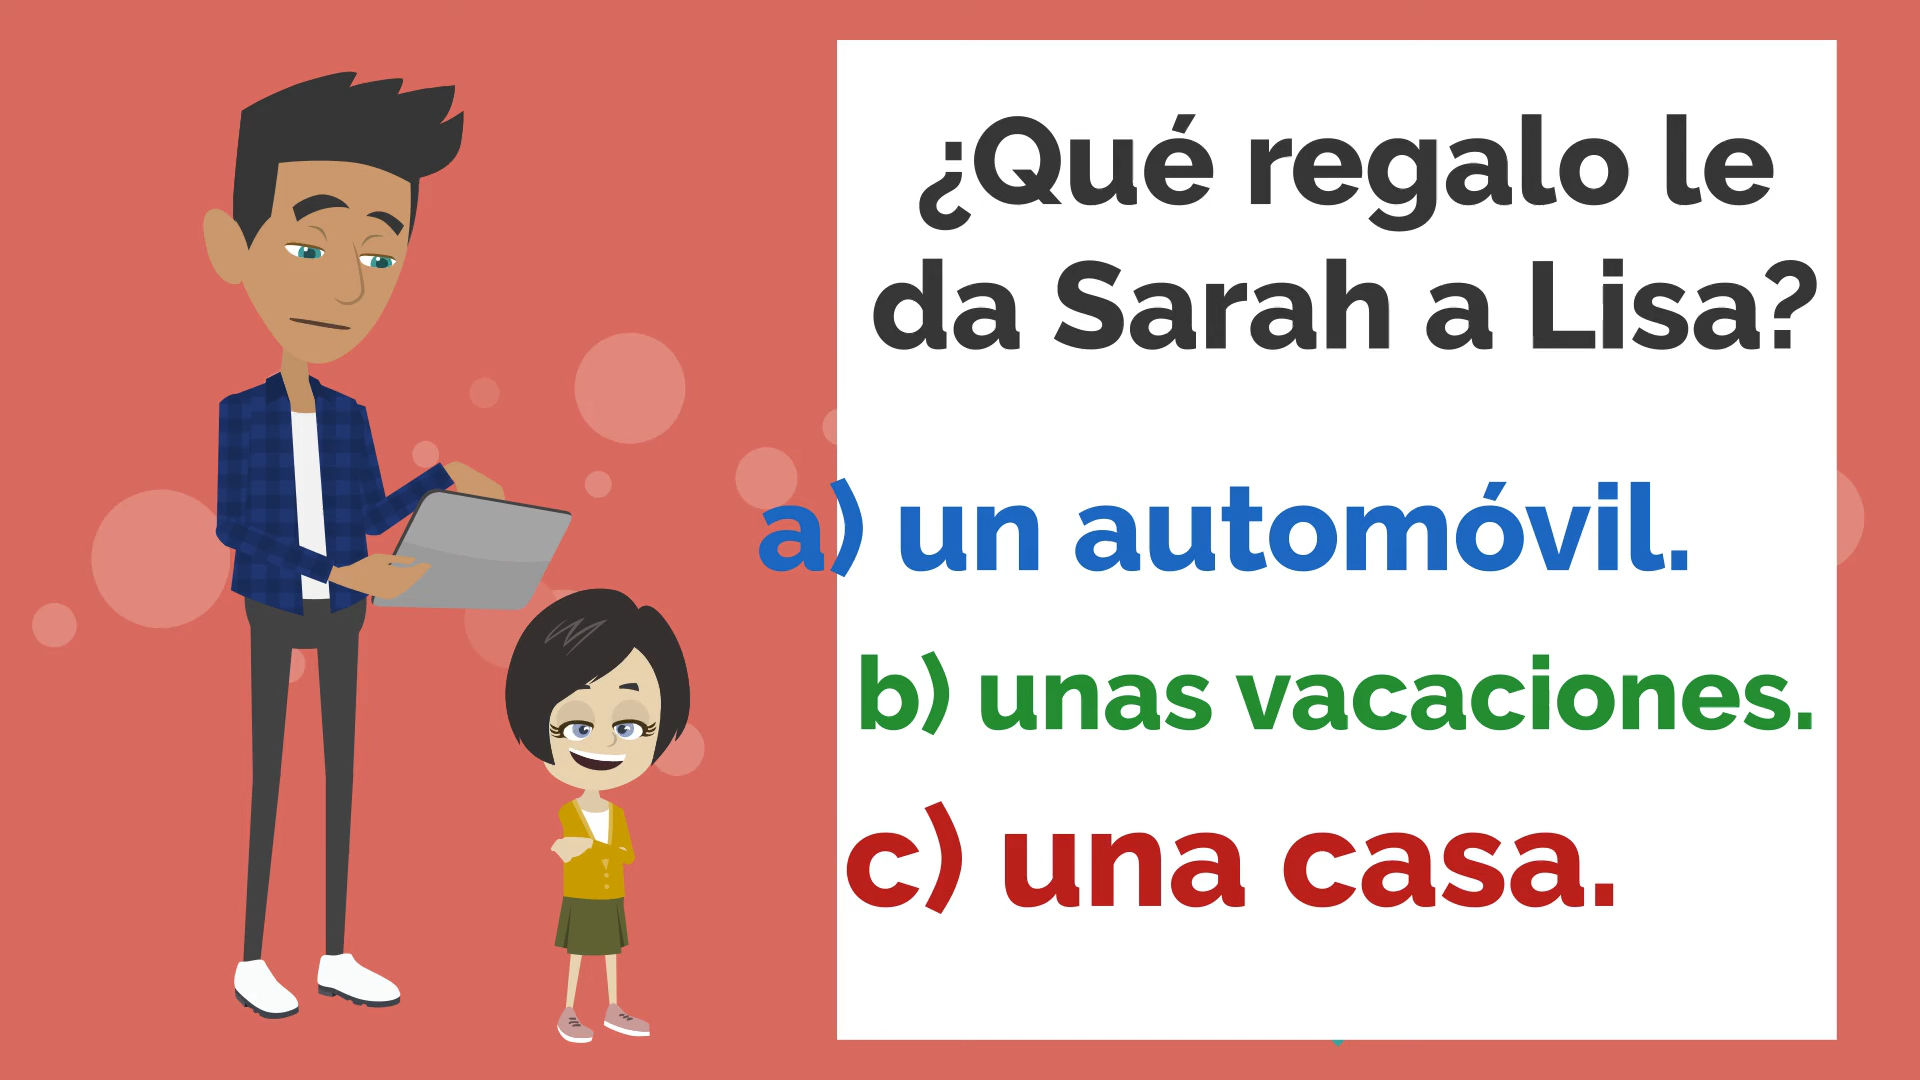 ¿Qué regalo le
da Sarah a Lisa?
a) un automóvil.
b) unas vacaciones.
c) una casa.